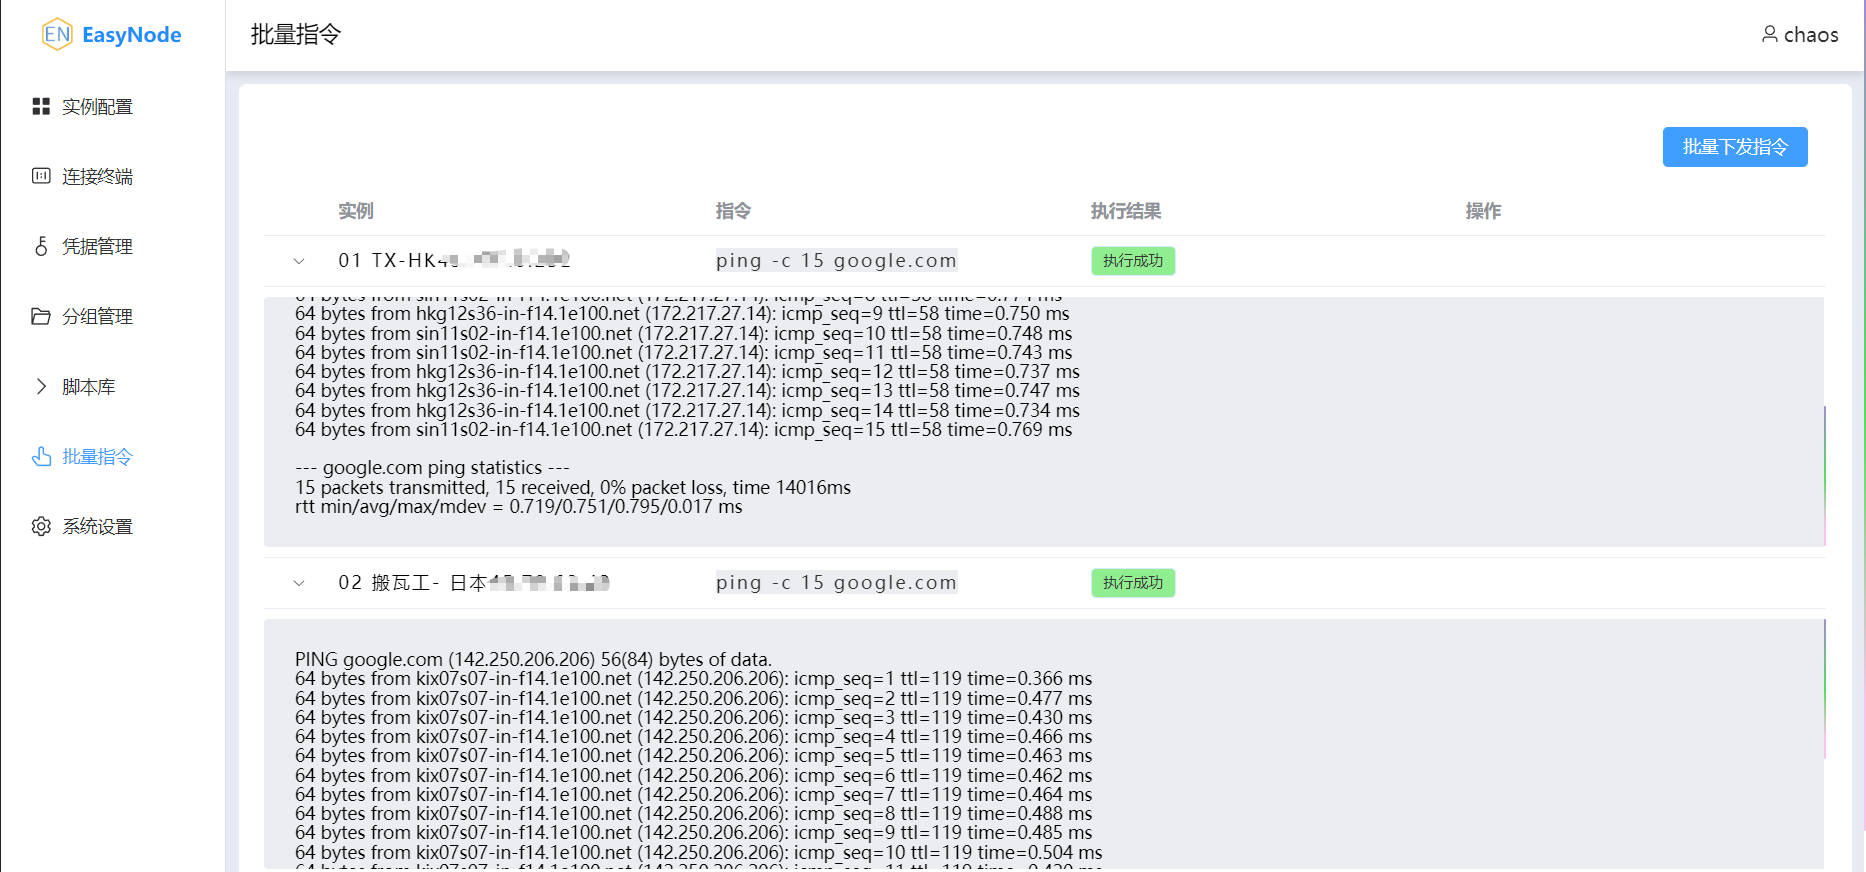 EN EasyNode
批量指令
chaos
实例配置
连接终端
凭据管理
分组管理
脚本库
批量指令
系统设置
批量下发指令
实例 指令 执行结果 操作
01 TX-HK ping -c 15 google.com 执行成功
64 bytes from sin11s02-in-f14.1e100.net (172.217.27.14): icmp_seq=8 ttl=58 time=0.774 ms
64 bytes from hkg12s36-in-f14.1e100.net (172.217.27.14): icmp_seq=9 ttl=58 time=0.750 ms
64 bytes from sin11s02-in-f14.1e100.net (172.217.27.14): icmp_seq=10 ttl=58 time=0.748 ms
64 bytes from sin11s02-in-f14.1e100.net (172.217.27.14): icmp_seq=11 ttl=58 time=0.743 ms
64 bytes from hkg12s36-in-f14.1e100.net (172.217.27.14): icmp_seq=12 ttl=58 time=0.737 ms
64 bytes from hkg12s36-in-f14.1e100.net (172.217.27.14): icmp_seq=13 ttl=58 time=0.747 ms
64 bytes from hkg12s36-in-f14.1e100.net (172.217.27.14): icmp_seq=14 ttl=58 time=0.734 ms
64 bytes from sin11s02-in-f14.1e100.net (172.217.27.14): icmp_seq=15 ttl=58 time=0.769 ms
--- google.com ping statistics ---
15 packets transmitted, 15 received, 0% packet loss, time 14016ms
rtt min/avg/max/mdev = 0.719/0.751/0.795/0.017 ms
02 搬瓦工- 日本 ping -c 15 google.com 执行成功
PING google.com (142.250.206.206) 56(84) bytes of data.
64 bytes from kix07s07-in-f14.1e100.net (142.250.206.206): icmp_seq=1 ttl=119 time=0.366 ms
64 bytes from kix07s07-in-f14.1e100.net (142.250.206.206): icmp_seq=2 ttl=119 time=0.477 ms
64 bytes from kix07s07-in-f14.1e100.net (142.250.206.206): icmp_seq=3 ttl=119 time=0.430 ms
64 bytes from kix07s07-in-f14.1e100.net (142.250.206.206): icmp_seq=4 ttl=119 time=0.466 ms
64 bytes from kix07s07-in-f14.1e100.net (142.250.206.206): icmp_seq=5 ttl=119 time=0.463 ms
64 bytes from kix07s07-in-f14.1e100.net (142.250.206.206): icmp_seq=6 ttl=119 time=0.462 ms
64 bytes from kix07s07-in-f14.1e100.net (142.250.206.206): icmp_seq=7 ttl=119 time=0.464 ms
64 bytes from kix07s07-in-f14.1e100.net (142.250.206.206): icmp_seq=8 ttl=119 time=0.488 ms
64 bytes from kix07s07-in-f14.1e100.net (142.250.206.206): icmp_seq=9 ttl=119 time=0.485 ms
64 bytes from kix07s07-in-f14.1e100.net (142.250.206.206): icmp_seq=10 ttl=119 time=0.504 ms